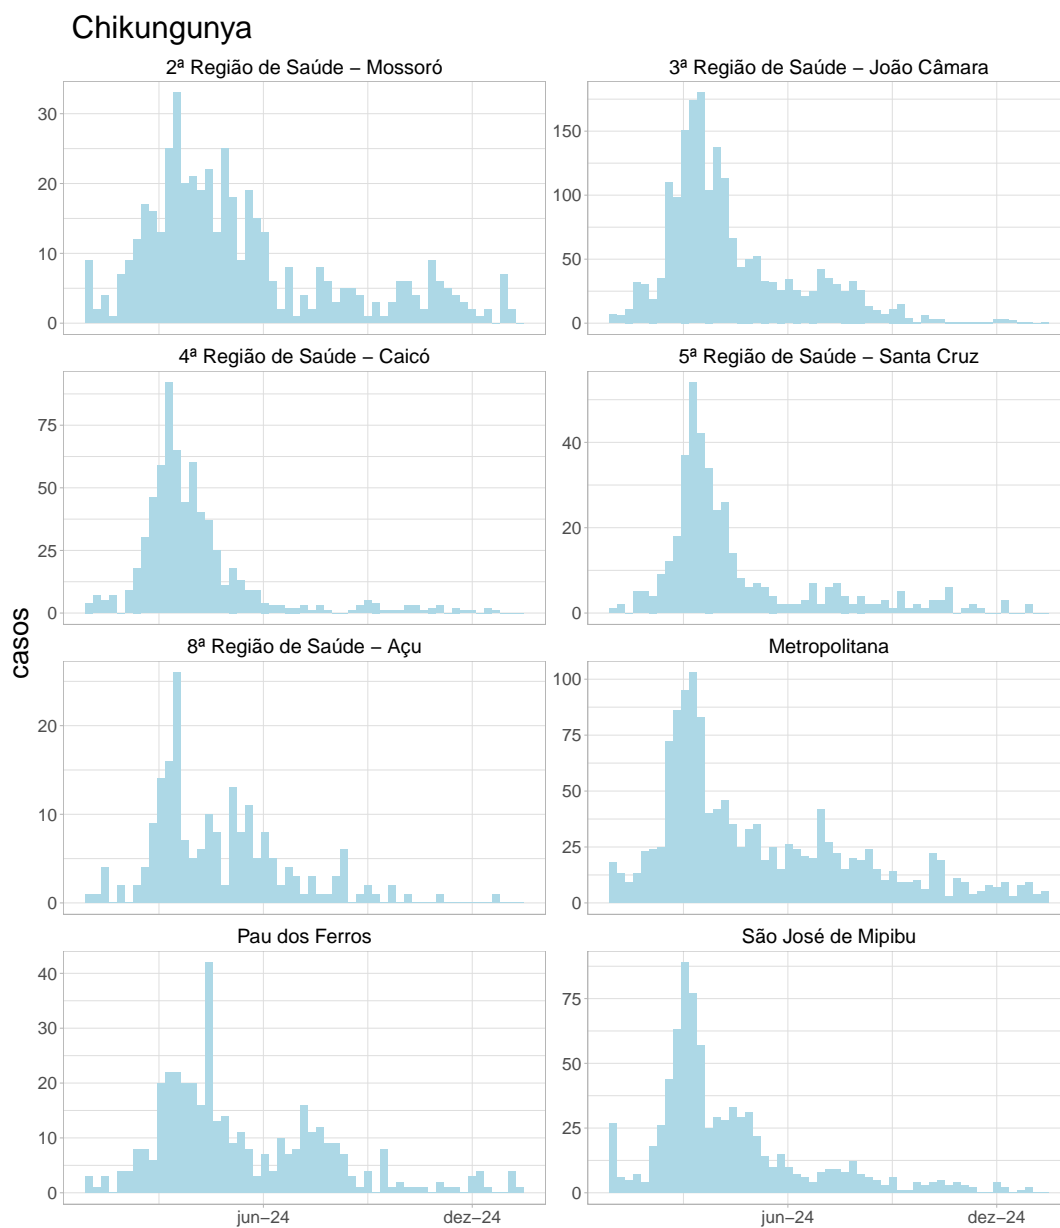 Chikungunya
2ª Região de Saúde – Mossoró
3ª Região de Saúde – João Câmara
30
20
10
0
150
100
50
0
4ª Região de Saúde – Caicó
5ª Região de Saúde – Santa Cruz
75
50
25
0
40
20
0
casos
8ª Região de Saúde – Açu
Metropolitana
20
10
0
100
75
50
25
0
Pau dos Ferros
São José de Mipibu
40
30
20
10
0
75
50
25
0
jun–24
dez–24
jun–24
dez–24